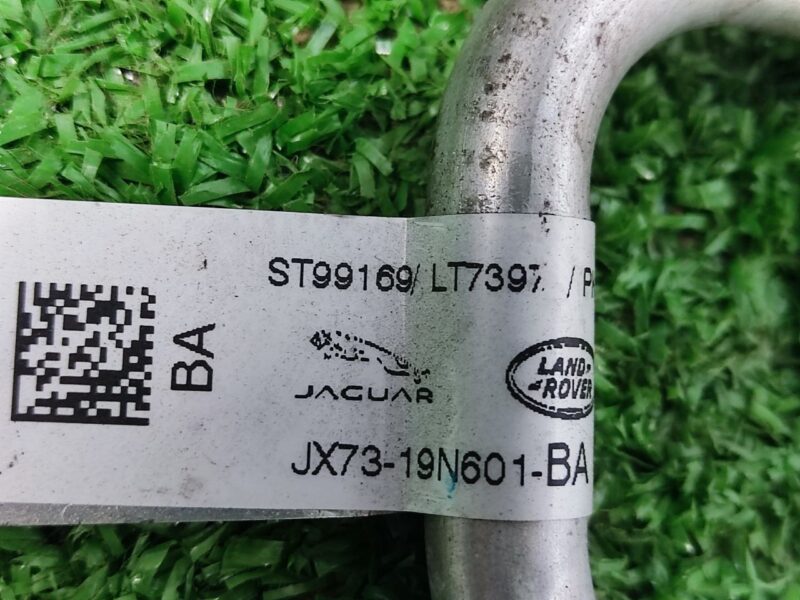 ST99169/ LT7397 /
BA
JAGUAR
LAND-
ROVER
JX73-19N601-BA